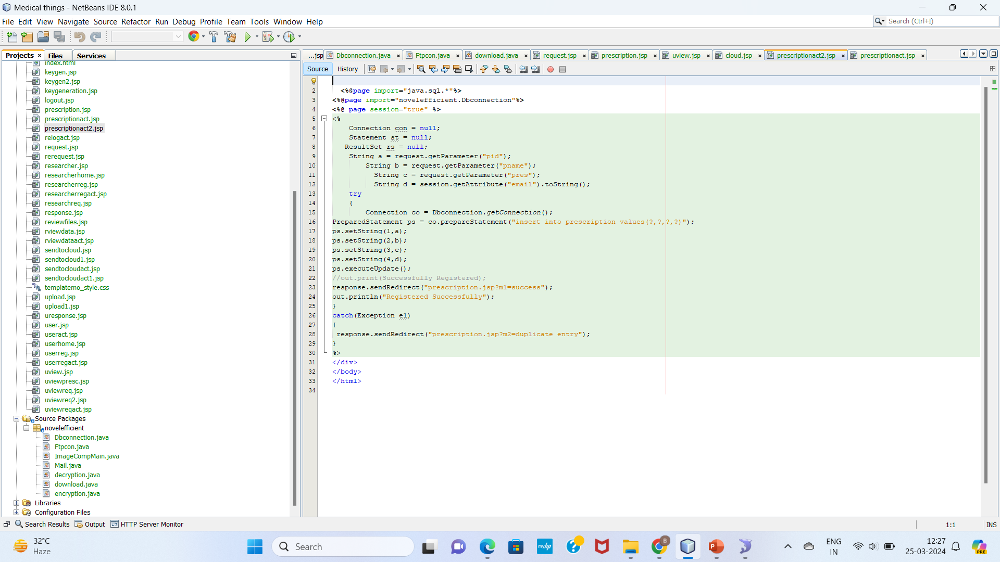 Medical things - NetBeans IDE 8.0.1
File Edit View Navigate Source Refactor Run Debug Profile Team Tools Window Help
Search (Ctrl+I)
Projects × Files Services
...jsp Dbconnection.java × Ftpcon.java × download.java × request.jsp × prescription.jsp × uview.jsp × cloud.jsp × prescriptionact2.jsp × prescriptionact.jsp ×
Source History
index.html
keygen.jsp
keygen2.jsp
keygeneration.jsp
logout.jsp
prescription.jsp
prescriptionact.jsp
prescriptionact2.jsp
relogact.jsp
request.jsp
rerequest.jsp
researcher.jsp
researcherhome.jsp
researcherreg.jsp
researcherregact.jsp
researchreq.jsp
response.jsp
reviewfiles.jsp
rviewdata.jsp
rviewdataact.jsp
sendtocloud.jsp
sendtocloud1.jsp
sendtocloudact.jsp
sendtocloudact1.jsp
templatemo_style.css
upload.jsp
upload1.jsp
uresponse.jsp
user.jsp
useract.jsp
userhome.jsp
userreg.jsp
userregact.jsp
uview.jsp
uviewpresc.jsp
uviewreq.jsp
uviewreq2.jsp
uviewreqact.jsp
Source Packages
novelefficient
Dbconnection.java
Ftpcon.java
ImageCompMain.java
Mail.java
decryption.java
download.java
encryption.java
Libraries
Configuration Files
2 <%@page import="java.sql.*"%>
3 <%@page import="novelefficient.Dbconnection"%>
4 <%@ page session="true" %>
5 <%
6 Connection con = null;
7 Statement st = null;
8 ResultSet rs = null;
9 String a = request.getParameter("pid");
10 String b = request.getParameter("pname");
11 String c = request.getParameter("pres");
12 String d = session.getAttribute("email").toString();
13 try
14 {
15 Connection co = Dbconnection.getConnection();
16 PreparedStatement ps = co.prepareStatement("insert into prescription values(?,?,?,?)");
17 ps.setString(1,a);
18 ps.setString(2,b);
19 ps.setString(3,c);
20 ps.setString(4,d);
21 ps.executeUpdate();
22 //out.print(Successfully Registered);
23 response.sendRedirect("prescription.jsp?m1=success");
24 out.println("Registered Successfully");
25 }
26 catch(Exception e1)
27 {
28 response.sendRedirect("prescription.jsp?m2=duplicate entry");
29 }
30 %>
31 </div>
32 </body>
33 </html>
34
Search Results Output HTTP Server Monitor
1:1 INS
32°C
Haze
Search
myhp
B
P
ENG
IN
12:27
25-03-2024
PRE